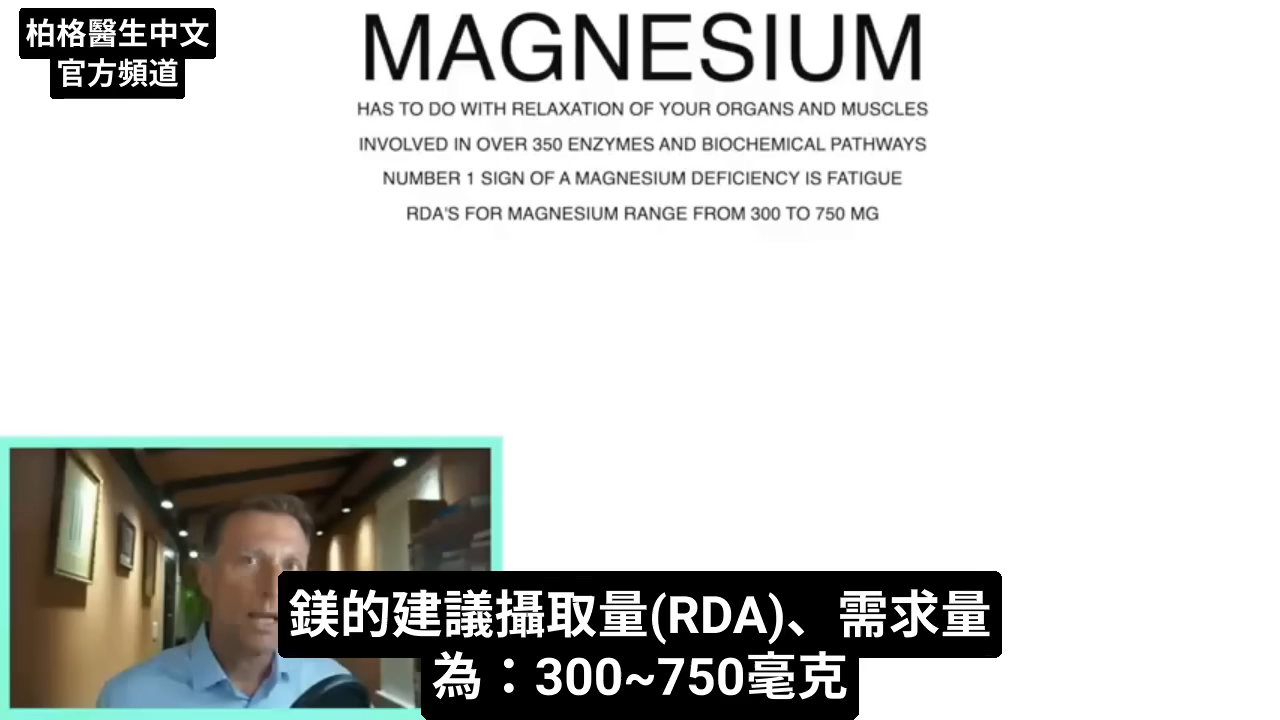 柏格醫生中文
官方頻道
MAGNESIUM
HAS TO DO WITH RELAXATION OF YOUR ORGANS AND MUSCLES
INVOLVED IN OVER 350 ENZYMES AND BIOCHEMICAL PATHWAYS
NUMBER 1 SIGN OF A MAGNESIUM DEFICIENCY IS FATIGUE
RDA'S FOR MAGNESIUM RANGE FROM 300 TO 750 MG
鎂的建議攝取量(RDA)、需求量
為：300~750毫克